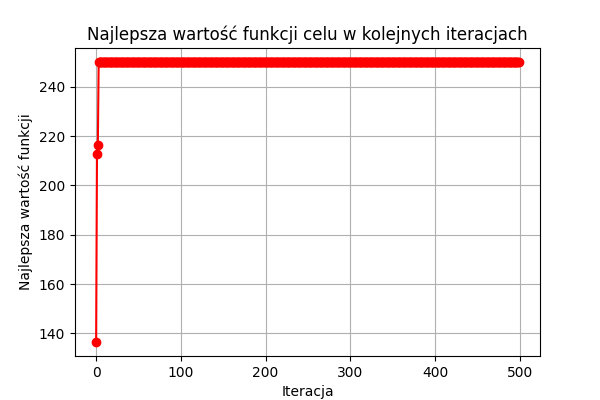 Najlepsza wartość funkcji celu w kolejnych iteracjach
Najlepsza wartość funkcji
240
220
200
180
160
140
0 100 200 300 400 500
Iteracja